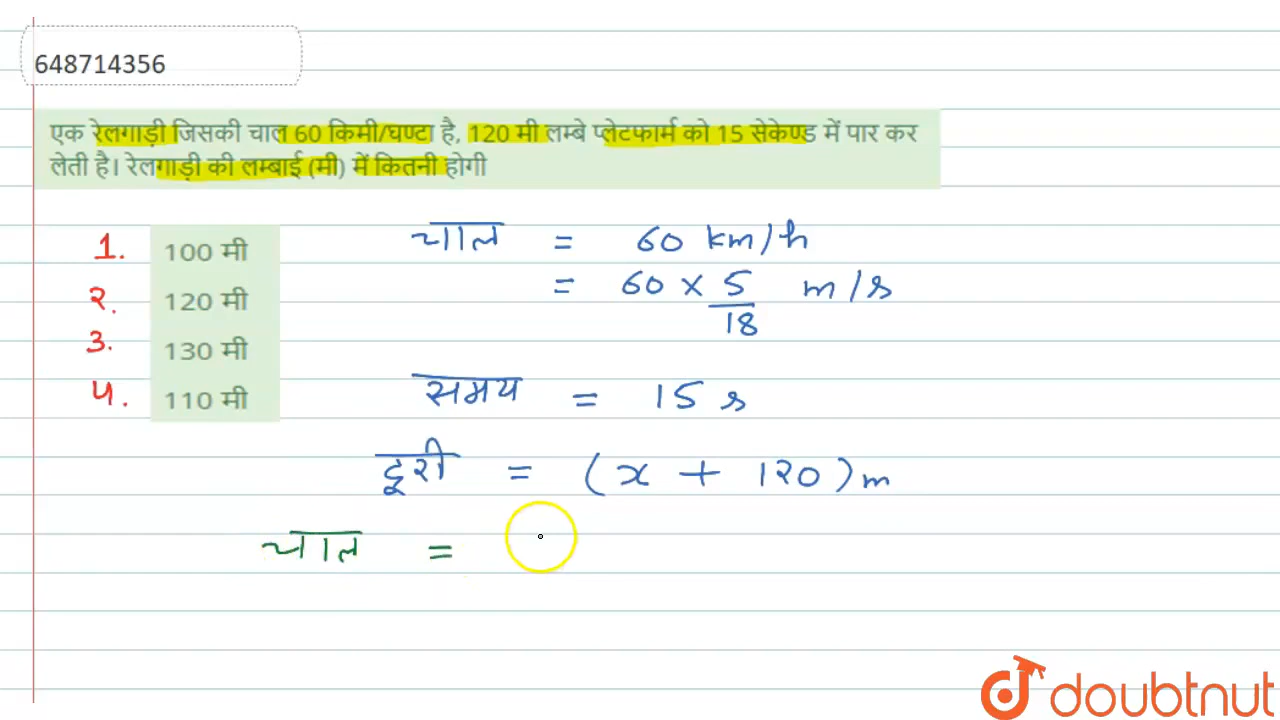 648714356
एक रेलगाड़ी जिसकी चाल 60 किमी/घण्टा है, 120 मी लम्बे प्लेटफार्म को 15 सेकेण्ड में पार कर
लेती है। रेलगाड़ी की लम्बाई (मी) में कितनी होगी
1. 100 मी
२. 120 मी
3. 130 मी
4. 110 मी
चाल = 60 km/h
= 60 × 5/18 m/s
समय = 15 s
दूरी = (x + 120) m
चाल =
doubtnut